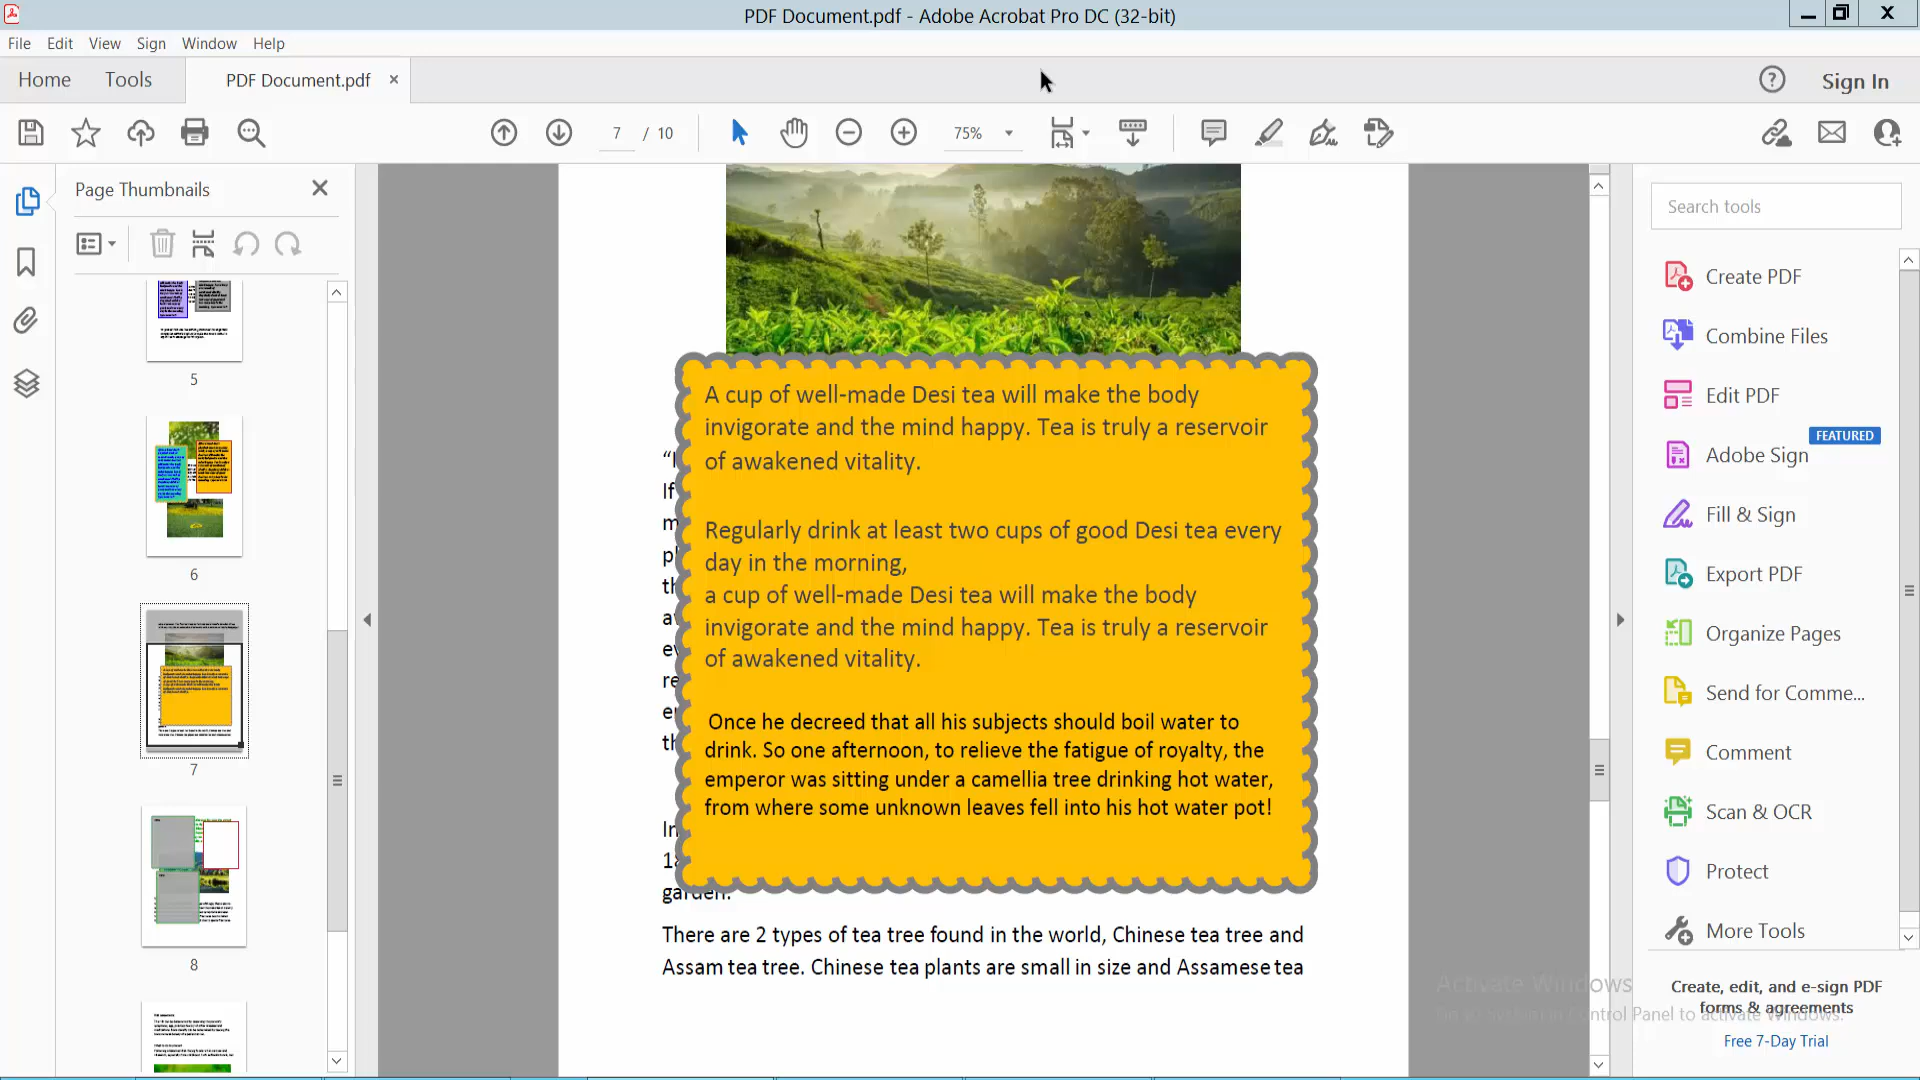 PDF Document.pdf - Adobe Acrobat Pro DC (32-bit)
File Edit View Sign Window Help
Home Tools PDF Document.pdf × Sign In
7 / 10 75%
Page Thumbnails
5
6
7
8
A cup of well-made Desi tea will make the body
invigorate and the mind happy. Tea is truly a reservoir
of awakened vitality.
Regularly drink at least two cups of good Desi tea every
day in the morning,
a cup of well-made Desi tea will make the body
invigorate and the mind happy. Tea is truly a reservoir
of awakened vitality.
Once he decreed that all his subjects should boil water to
drink. So one afternoon, to relieve the fatigue of royalty, the
emperor was sitting under a camellia tree drinking hot water,
from where some unknown leaves fell into his hot water pot!
If
In
garden.
There are 2 types of tea tree found in the world, Chinese tea tree and
Assam tea tree. Chinese tea plants are small in size and Assamese tea
Search tools
Create PDF
Combine Files
Edit PDF
FEATURED
Adobe Sign
Fill & Sign
Export PDF
Organize Pages
Send for Comme...
Comment
Scan & OCR
Protect
More Tools
Activate Windows
Control Panel to activate Windows.
Create, edit, and e-sign PDF
forms & agreements
Free 7-Day Trial